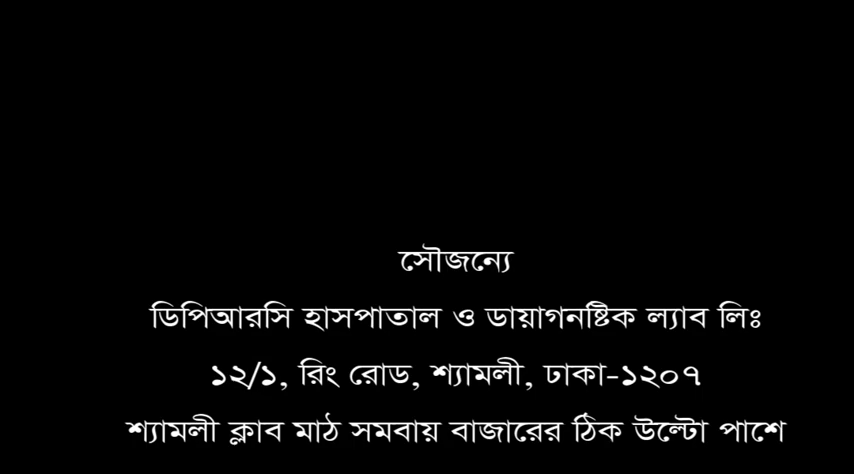 সৌজন্যে
ডিপিআরসি হাসপাতাল ও ডায়াগনষ্টিক ল্যাব লিঃ
১২/১, রিং রোড, শ্যামলী, ঢাকা-১২০৭
শ্যামলী ক্লাব মাঠ সমবায় বাজারের ঠিক উল্টো পাশে